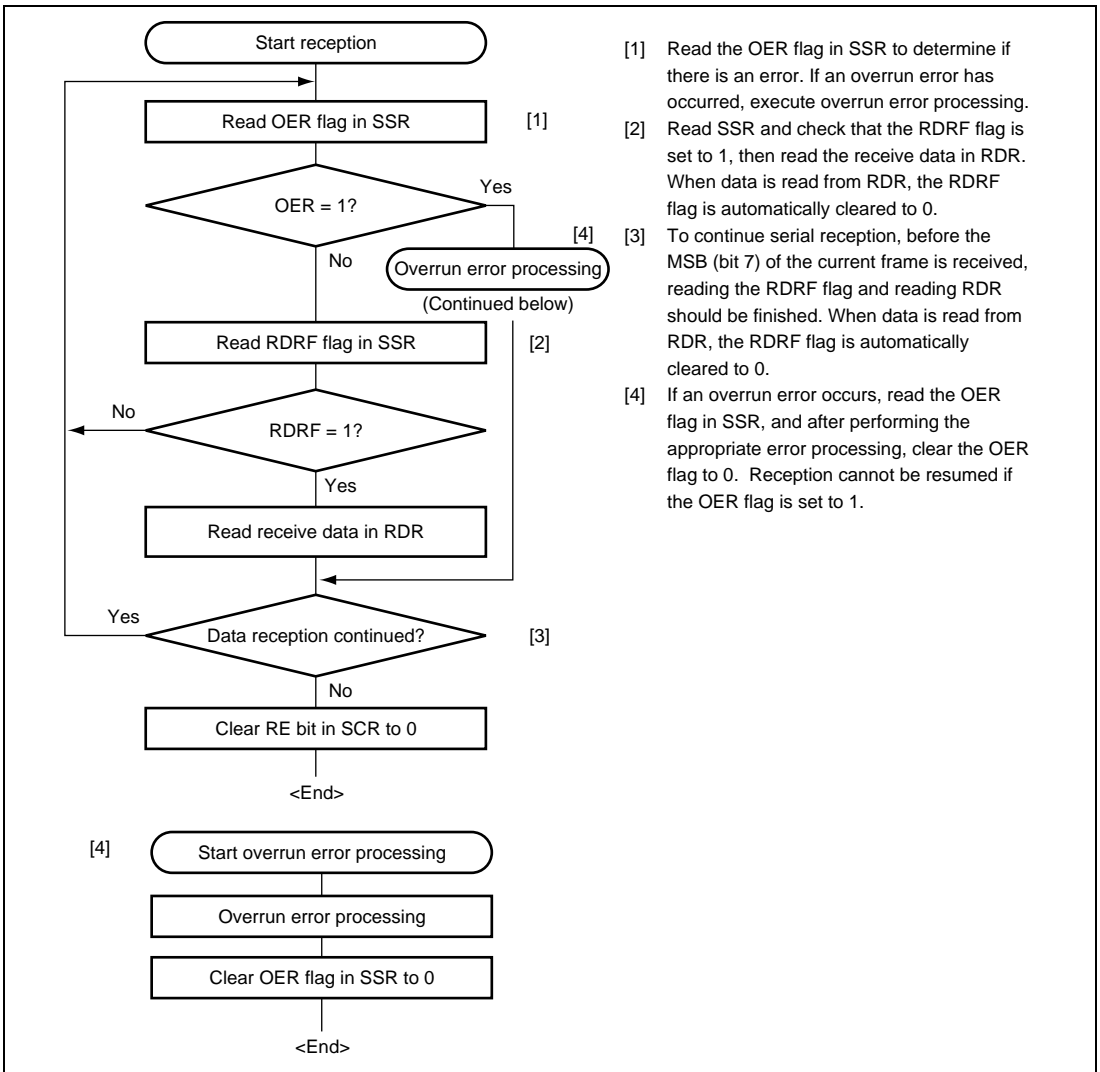 Start reception
Read OER flag in SSR
[1]
OER = 1?
Yes
No
[4]
Overrun error processing
(Continued below)
Read RDRF flag in SSR
[2]
No
RDRF = 1?
Yes
Read receive data in RDR
Yes
Data reception continued?
[3]
No
Clear RE bit in SCR to 0
<End>
[4]
Start overrun error processing
Overrun error processing
Clear OER flag in SSR to 0
<End>
[1] Read the OER flag in SSR to determine if
there is an error. If an overrun error has
occurred, execute overrun error processing.
[2] Read SSR and check that the RDRF flag is
set to 1, then read the receive data in RDR.
When data is read from RDR, the RDRF
flag is automatically cleared to 0.
[3] To continue serial reception, before the
MSB (bit 7) of the current frame is received,
reading the RDRF flag and reading RDR
should be finished. When data is read from
RDR, the RDRF flag is automatically
cleared to 0.
[4] If an overrun error occurs, read the OER
flag in SSR, and after performing the
appropriate error processing, clear the OER
flag to 0.  Reception cannot be resumed if
the OER flag is set to 1.